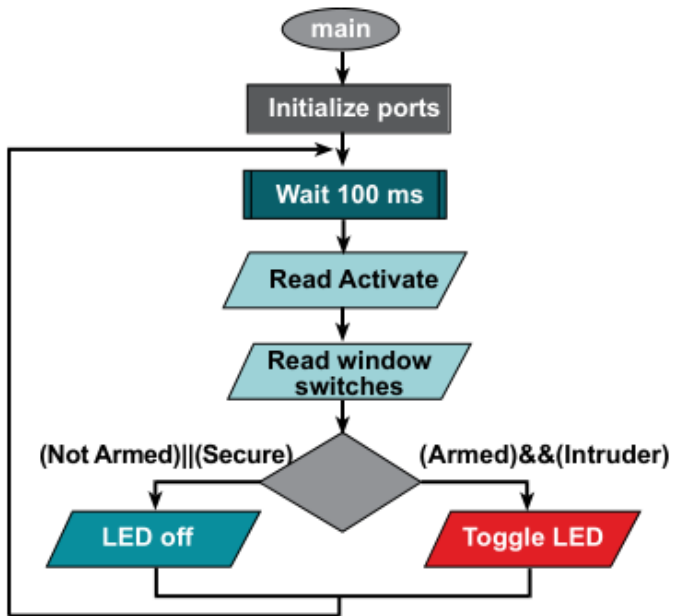 main
Initialize ports
Wait 100 ms
Read Activate
Read window
switches
(Not Armed)||(Secure)
(Armed)&&(Intruder)
LED off
Toggle LED